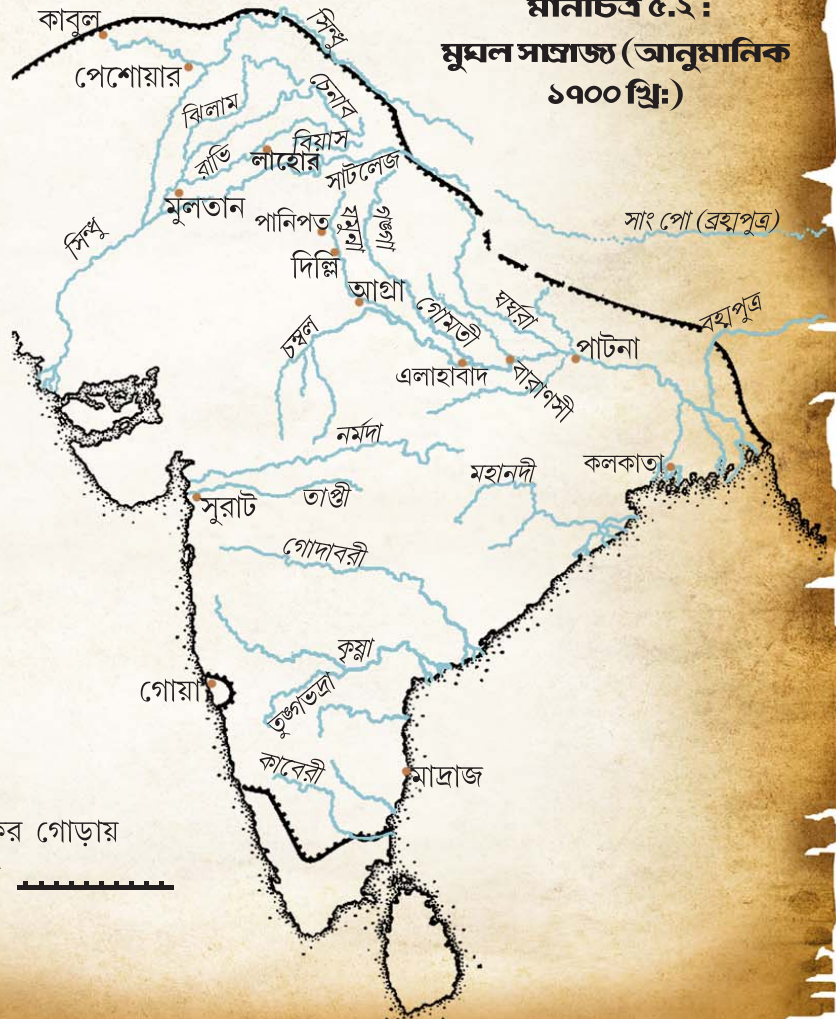 মানচিত্র ৫.২ :
মুঘল সাম্রাজ্য (আনুমানিক
১৭০০ খ্রি:)
কাবুল
সিন্ধু
পেশোয়ার
ঝিলাম
চেনাব
রাভি
বিয়াস
লাহোর
সাটলেজ
মুলতান
সিন্ধু
পানিপত
যমুনা
গঙ্গা
সাং পো (ব্রহ্মপুত্র)
দিল্লি
আগ্রা
চম্বল
গোমতী
ঘর্ঘরা
ব্রহ্মপুত্র
পাটনা
এলাহাবাদ
বারাণসী
নর্মদা
মহানদী
কলকাতা
সুরাট
তাপ্তী
গোদাবরী
কৃষ্ণা
গোয়া
তুঙ্গভদ্রা
কাবেরী
মাদ্রাজ
গোড়ায়